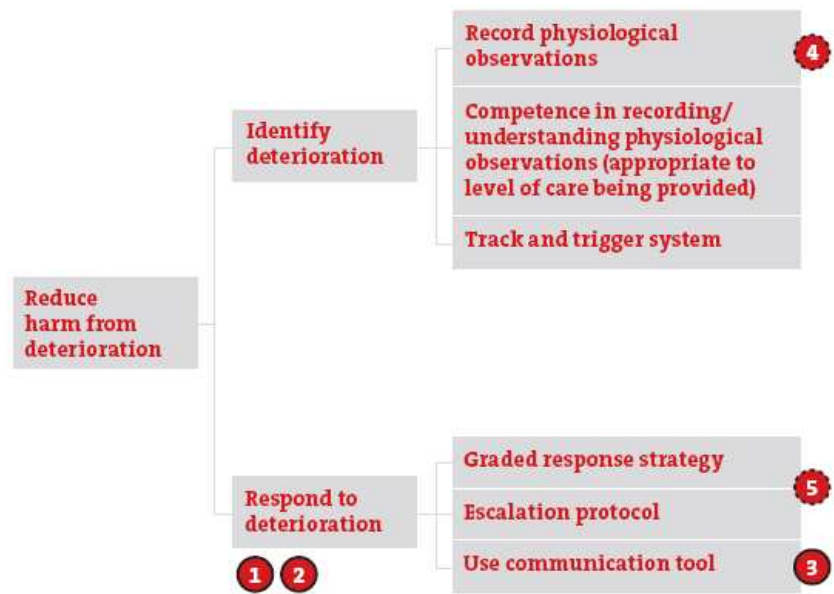 Record physiological
observations
4
Identify
deterioration
Competence in recording/
understanding physiological
observations (appropriate to
level of care being provided)
Track and trigger system
Reduce
harm from
deterioration
Respond to
deterioration
1 2
Graded response strategy
5
Escalation protocol
Use communication tool
3